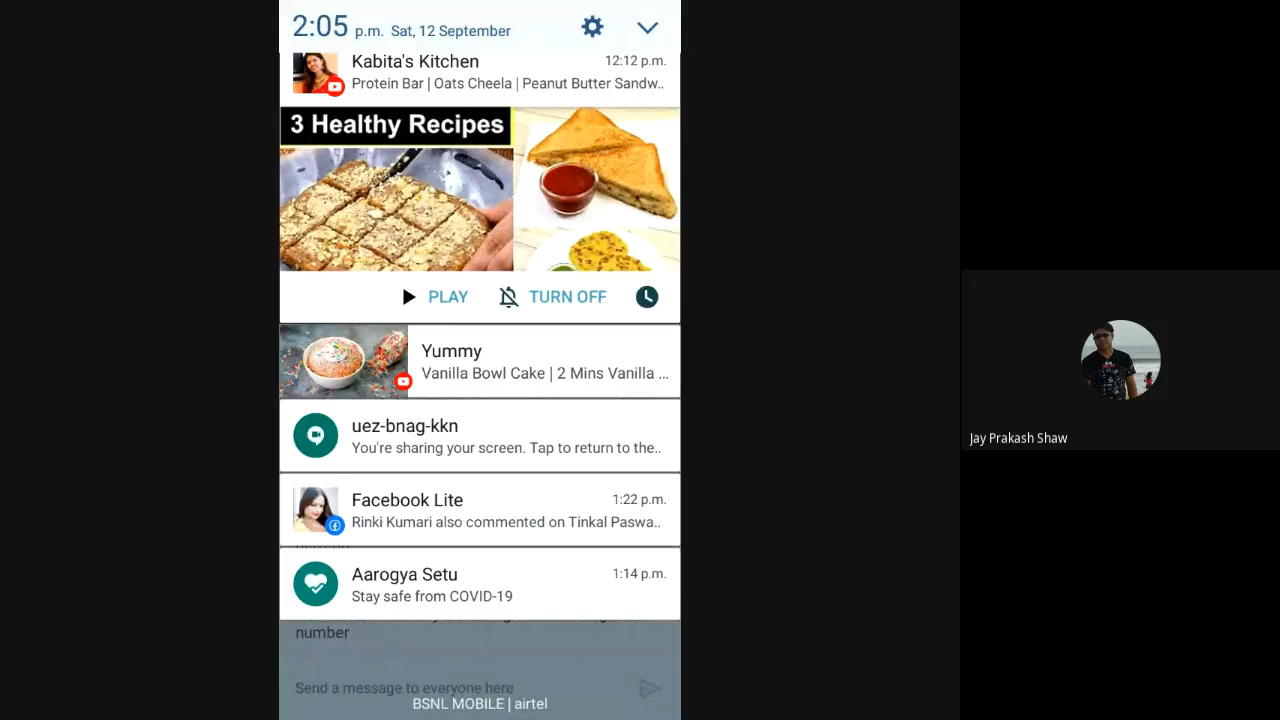 2:05 p.m. Sat, 12 September
Kabita's Kitchen 12:12 p.m.
Protein Bar | Oats Cheela | Peanut Butter Sandw..
3 Healthy Recipes
PLAY TURN OFF
Yummy
Vanilla Bowl Cake | 2 Mins Vanilla ...
uez-bnag-kkn
You're sharing your screen. Tap to return to the..
Facebook Lite 1:22 p.m.
Rinki Kumari also commented on Tinkal Paswa..
Aarogya Setu 1:14 p.m.
Stay safe from COVID-19
number
Send a message to everyone here
BSNL MOBILE | airtel
Jay Prakash Shaw